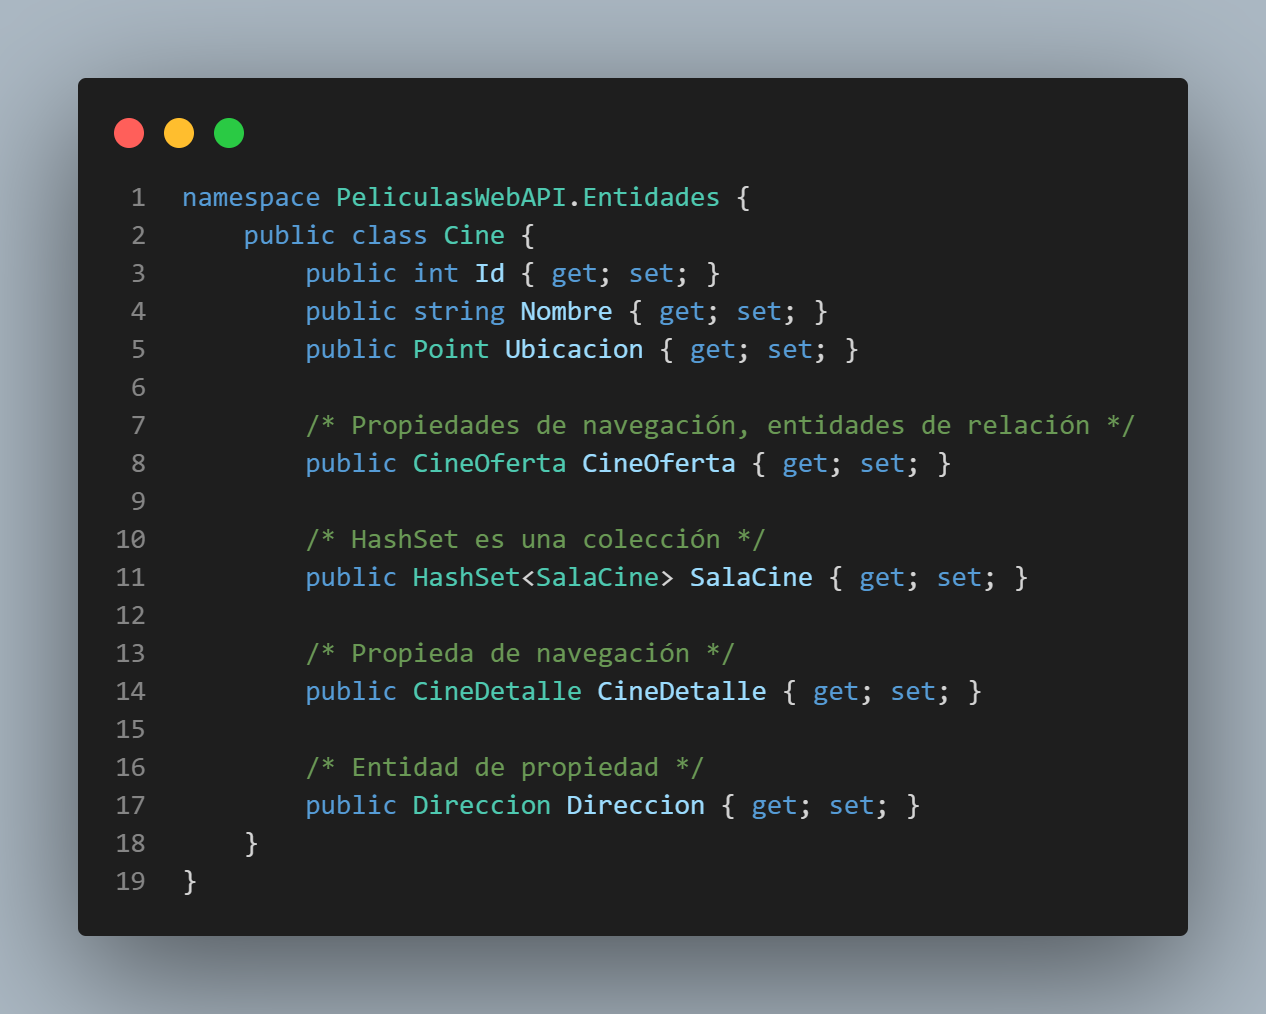 1 namespace PeliculasWebAPI.Entidades {
2 public class Cine {
3 public int Id { get; set; }
4 public string Nombre { get; set; }
5 public Point Ubicacion { get; set; }
6
7 /* Propiedades de navegación, entidades de relación */
8 public CineOferta CineOferta { get; set; }
9
10 /* HashSet es una colección */
11 public HashSet<SalaCine> SalaCine { get; set; }
12
13 /* Propieda de navegación */
14 public CineDetalle CineDetalle { get; set; }
15
16 /* Entidad de propiedad */
17 public Direccion Direccion { get; set; }
18 }
19 }